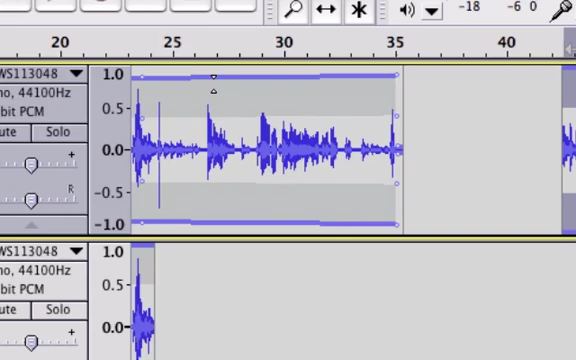 -18 -6 0
20 25 30 35 40
WS113048
no, 44100Hz
bit PCM
ute Solo
+
R
1.0
0.5
0.0
-0.5
-1.0
WS113048
no, 44100Hz
bit PCM
ute Solo
+
1.0
0.5
0.0